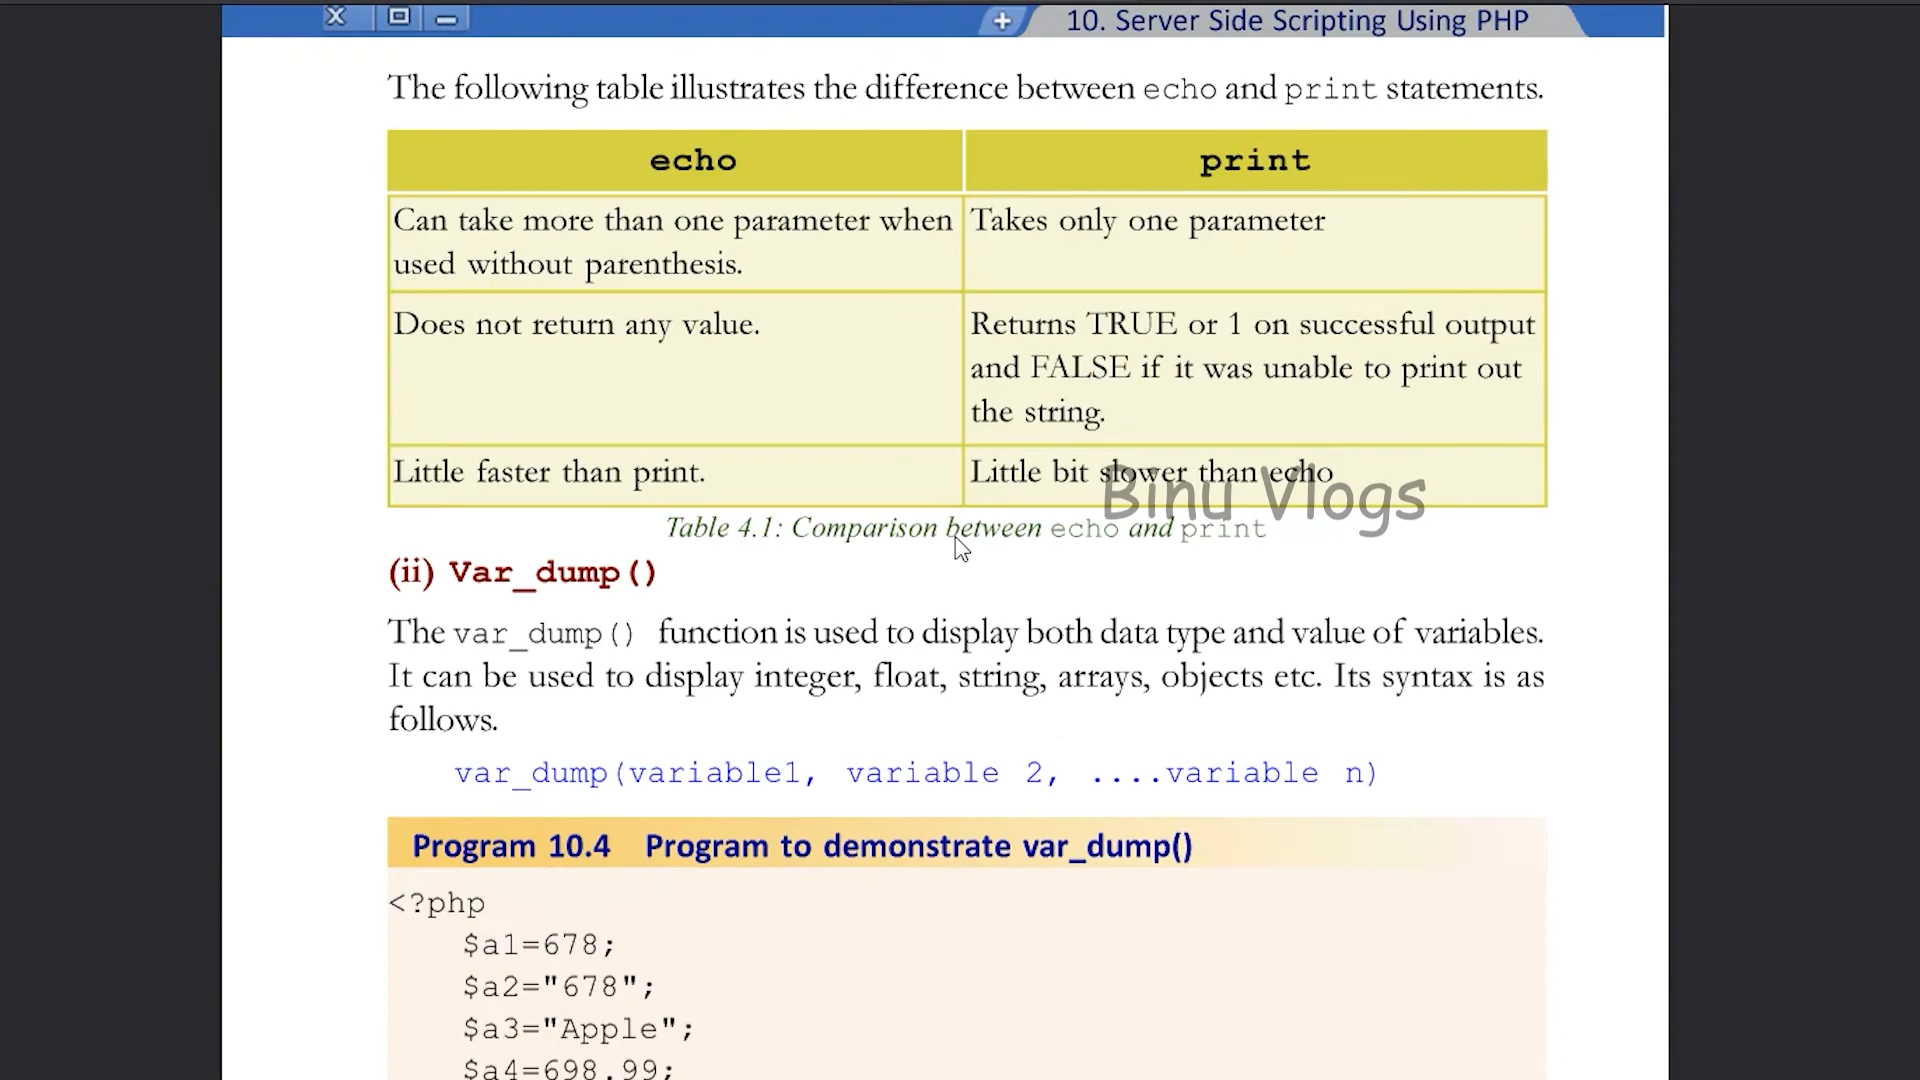 10. Server Side Scripting Using PHP
The following table illustrates the difference between echo and print statements.
echo
print
Can take more than one parameter when
used without parenthesis.
Takes only one parameter
Does not return any value.
Returns TRUE or 1 on successful output
and FALSE if it was unable to print out
the string.
Little faster than print.
Little bit slower than echo
Binu Vlogs
Table 4.1: Comparison between echo and print
(ii) Var_dump()
The var_dump() function is used to display both data type and value of variables.
It can be used to display integer, float, string, arrays, objects etc. Its syntax is as
follows.
var_dump(variable1, variable 2, ....variable n)
Program 10.4 Program to demonstrate var_dump()
<?php
$a1=678;
$a2="678";
$a3="Apple";
$a4=698.99;